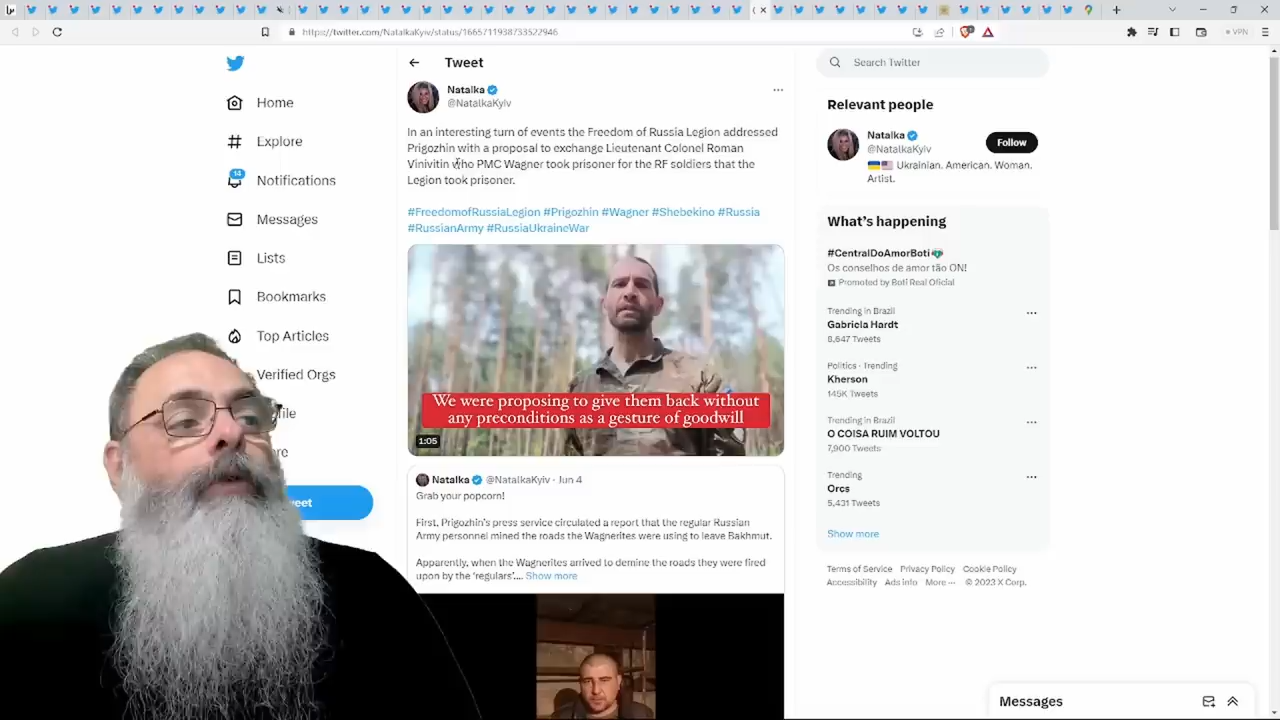 VPN
https://twitter.com/NatalkaKyiv/status/1665711938733522946
Home
Explore
14
Notifications
Messages
Lists
Bookmarks
Top Articles
Verified Orgs
file
re
eet
Tweet
Natalka
@NatalkaKyiv
In an interesting turn of events the Freedom of Russia Legion addressed
Prigozhin with a proposal to exchange Lieutenant Colonel Roman
Vinivitin who PMC Wagner took prisoner for the RF soldiers that the
Legion took prisoner.
#FreedomofRussiaLegion #Prigozhin #Wagner #Shebekino #Russia
#RussianArmy #RussiaUkraineWar
We were proposing to give them back without
any preconditions as a gesture of goodwill
1:05
Natalka @NatalkaKyiv · Jun 4
Grab your popcorn!
First, Prigozhin's press service circulated a report that the regular Russian
Army personnel mined the roads the Wagnerites were using to leave Bakhmut.
Apparently, when the Wagnerites arrived to demine the roads they were fired
upon by the 'regulars'.... Show more
Search Twitter
Relevant people
Natalka
@NatalkaKyiv
Follow
Ukrainian. American. Woman.
Artist.
What's happening
#CentralDoAmorBoti
Os conselhos de amor tão ON!
Promoted by Boti Real Oficial
Trending in Brazil
Gabriela Hardt
8,647 Tweets
Politics · Trending
Kherson
145K Tweets
Trending in Brazil
O COISA RUIM VOLTOU
7,900 Tweets
Trending
Orcs
5,431 Tweets
Show more
Terms of Service Privacy Policy Cookie Policy
Accessibility Ads info More ··· © 2023 X Corp.
Messages